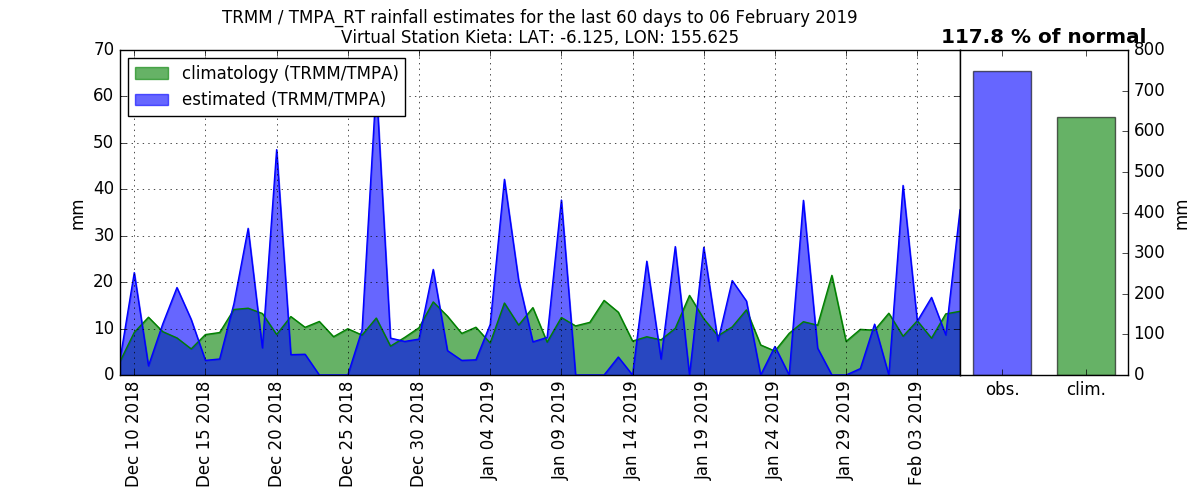 TRMM / TMPA_RT rainfall estimates for the last 60 days to 06 February 2019
Virtual Station Kieta: LAT: -6.125, LON: 155.625
117.8 % of normal
climatology (TRMM/TMPA)
estimated (TRMM/TMPA)
70
60
50
40
30
20
10
0
mm
800
700
600
500
400
300
200
100
0
mm
obs.
clim.
Dec 10 2018
Dec 15 2018
Dec 20 2018
Dec 25 2018
Dec 30 2018
Jan 04 2019
Jan 09 2019
Jan 14 2019
Jan 19 2019
Jan 24 2019
Jan 29 2019
Feb 03 2019